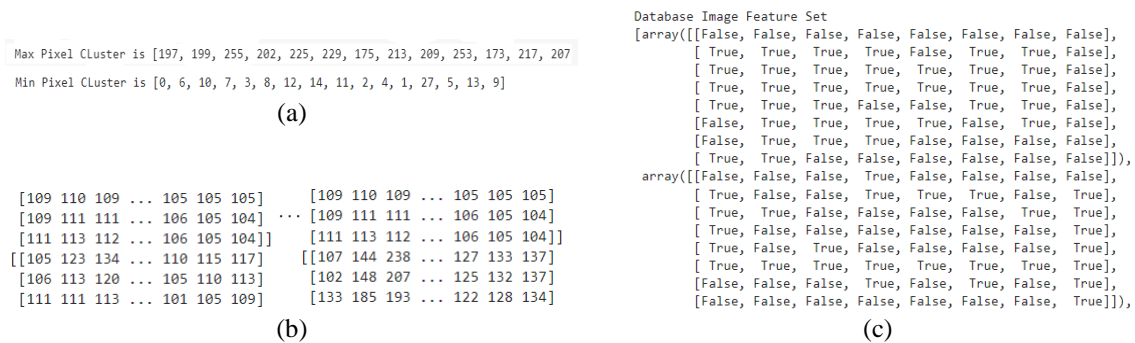 Max Pixel CLuster is [197, 199, 255, 202, 225, 229, 175, 213, 209, 253, 173, 217, 207
Min Pixel CLuster is [0, 6, 10, 7, 3, 8, 12, 14, 11, 2, 4, 1, 27, 5, 13, 9]
(a)
[109 110 109 ... 105 105 105] [109 110 109 ... 105 105 105]
[109 111 111 ... 106 105 104] ... [109 111 111 ... 106 105 104]
[111 113 112 ... 106 105 104]] [111 113 112 ... 106 105 104]]
[[105 123 134 ... 110 115 117] [[107 144 238 ... 127 133 137]
[106 113 120 ... 105 110 113] [102 148 207 ... 125 132 137]
[111 111 113 ... 101 105 109] [133 185 193 ... 122 128 134]
(b)
Database Image Feature Set
[array([[False, False, False, False, False, False, False, False],
[ True, True, True, True, False, True, True, False],
[ True, True, True, True, True, True, True, False],
[ True, True, True, False, False, True, True, False],
[False, True, True, True, True, False, True, False],
[False, True, True, True, False, False, False, False],
[ True, True, False, False, False, False, False, False]]),
array([[False, False, False, True, False, False, False, False],
[ True, False, False, True, True, True, False, True],
[ True, True, False, False, False, False, True, True],
[ True, False, False, False, False, False, False, True],
[ True, False, True, False, False, False, False, True],
[ True, True, True, True, True, False, False, True],
[False, False, False, True, False, True, False, True],
[False, False, False, False, False, False, False, True]]),
(c)